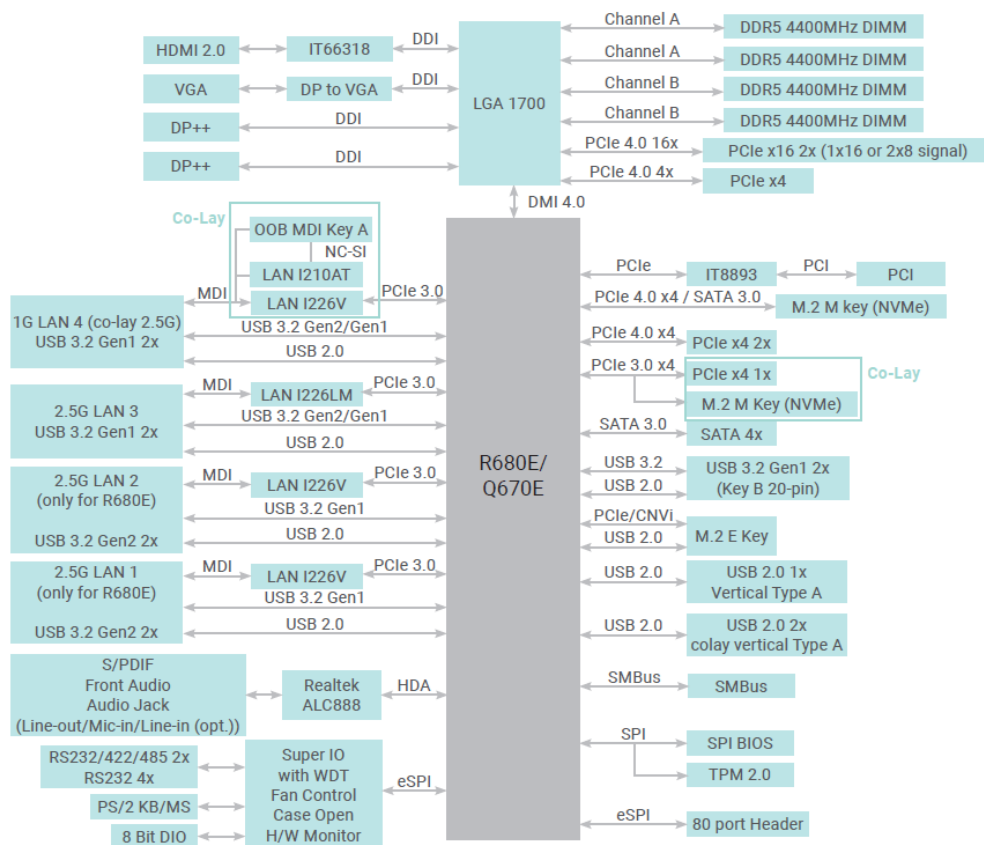 HDMI 2.0
IT66318
DDI
VGA
DP to VGA
DDI
DP++
DDI
DP++
DDI
LGA 1700
Channel A
DDR5 4400MHz DIMM
Channel A
DDR5 4400MHz DIMM
Channel B
DDR5 4400MHz DIMM
Channel B
DDR5 4400MHz DIMM
PCIe 4.0 16x
PCIe x16 2x (1x16 or 2x8 signal)
PCIe 4.0 4x
PCIe x4
DMI 4.0
Co-Lay
OOB MDI Key A
NC-SI
LAN I210AT
MDI
LAN I226V
PCIe 3.0
1G LAN 4 (co-lay 2.5G)
USB 3.2 Gen1 2x
USB 3.2 Gen2/Gen1
USB 2.0
MDI
LAN I226LM
PCIe 3.0
2.5G LAN 3
USB 3.2 Gen1 2x
USB 3.2 Gen2/Gen1
USB 2.0
2.5G LAN 2
(only for R680E)
USB 3.2 Gen2 2x
MDI
LAN I226V
PCIe 3.0
USB 3.2 Gen1
USB 2.0
2.5G LAN 1
(only for R680E)
USB 3.2 Gen2 2x
MDI
LAN I226V
PCIe 3.0
USB 3.2 Gen1
USB 2.0
S/PDIF
Front Audio
Audio Jack
(Line-out/Mic-in/Line-in (opt.))
Realtek
ALC888
HDA
RS232/422/485 2x
RS232 4x
PS/2 KB/MS
8 Bit DIO
Super IO
with WDT
Fan Control
Case Open
H/W Monitor
eSPI
R680E/
Q670E
PCIe
IT8893
PCI
PCI
PCIe 4.0 x4 / SATA 3.0
M.2 M key (NVMe)
PCIe 4.0 x4
PCIe x4 2x
PCIe 3.0 x4
PCIe x4 1x
Co-Lay
M.2 M Key (NVMe)
SATA 3.0
SATA 4x
USB 3.2
USB 2.0
USB 3.2 Gen1 2x
(Key B 20-pin)
PCIe/CNVi
USB 2.0
M.2 E Key
USB 2.0
USB 2.0 1x
Vertical Type A
USB 2.0
USB 2.0 2x
colay vertical Type A
SMBus
SMBus
SPI
SPI BIOS
TPM 2.0
eSPI
80 port Header